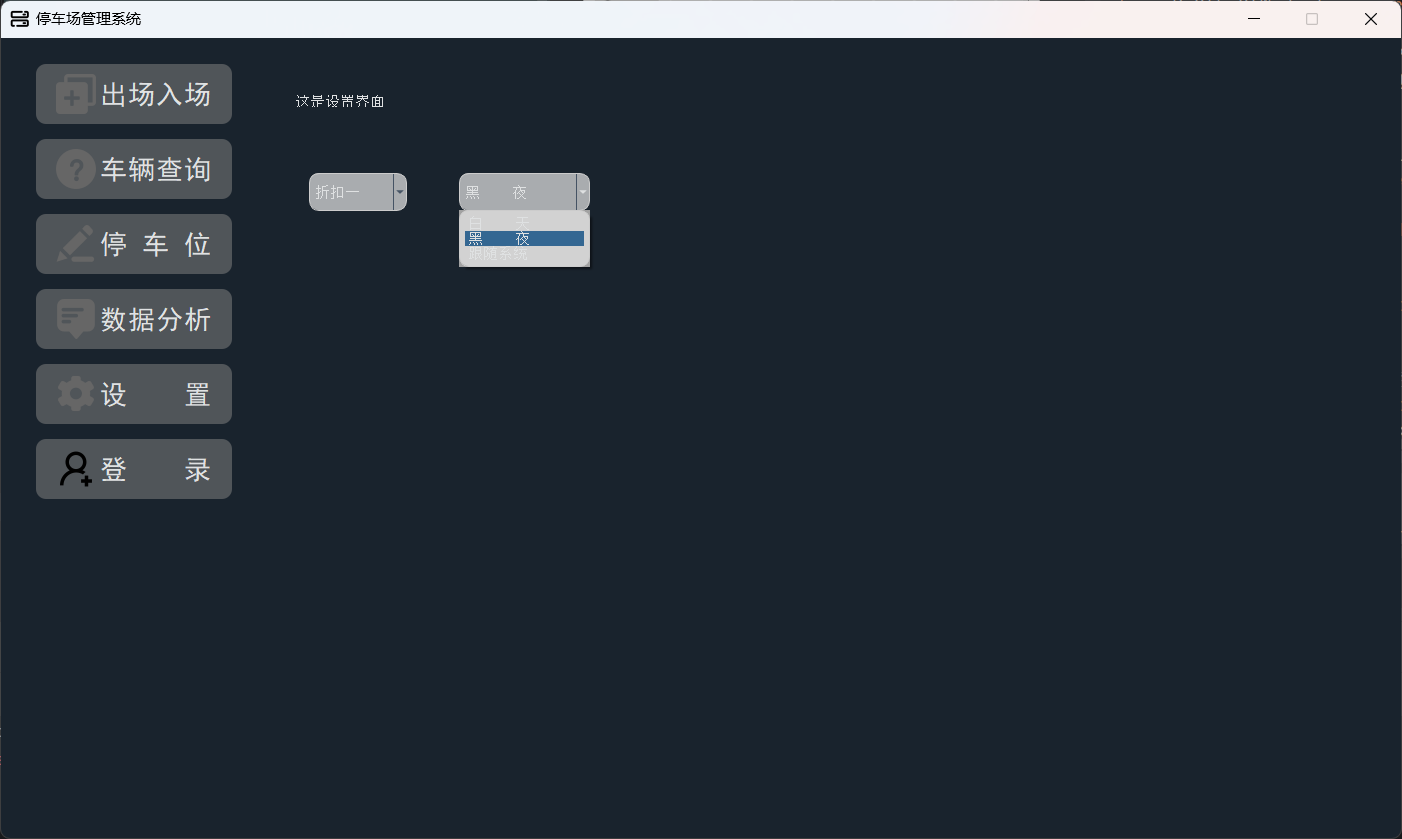 停车场管理系统
出场入场
车辆查询
停 车 位
数据分析
设 置
登 录
这是设置界面
折扣一
黑 夜
白 天
黑 夜
跟随系统